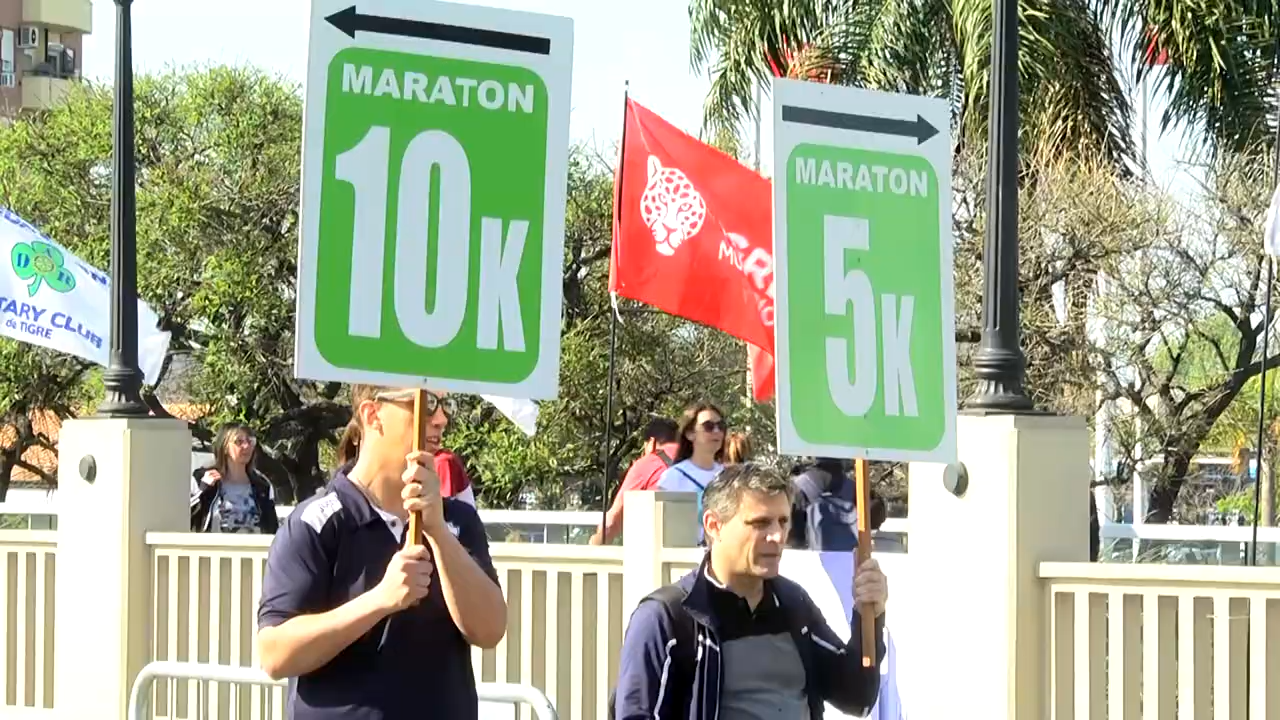 MARATON
10K
MARATON
5K
TARY CLUB
de TIGRE